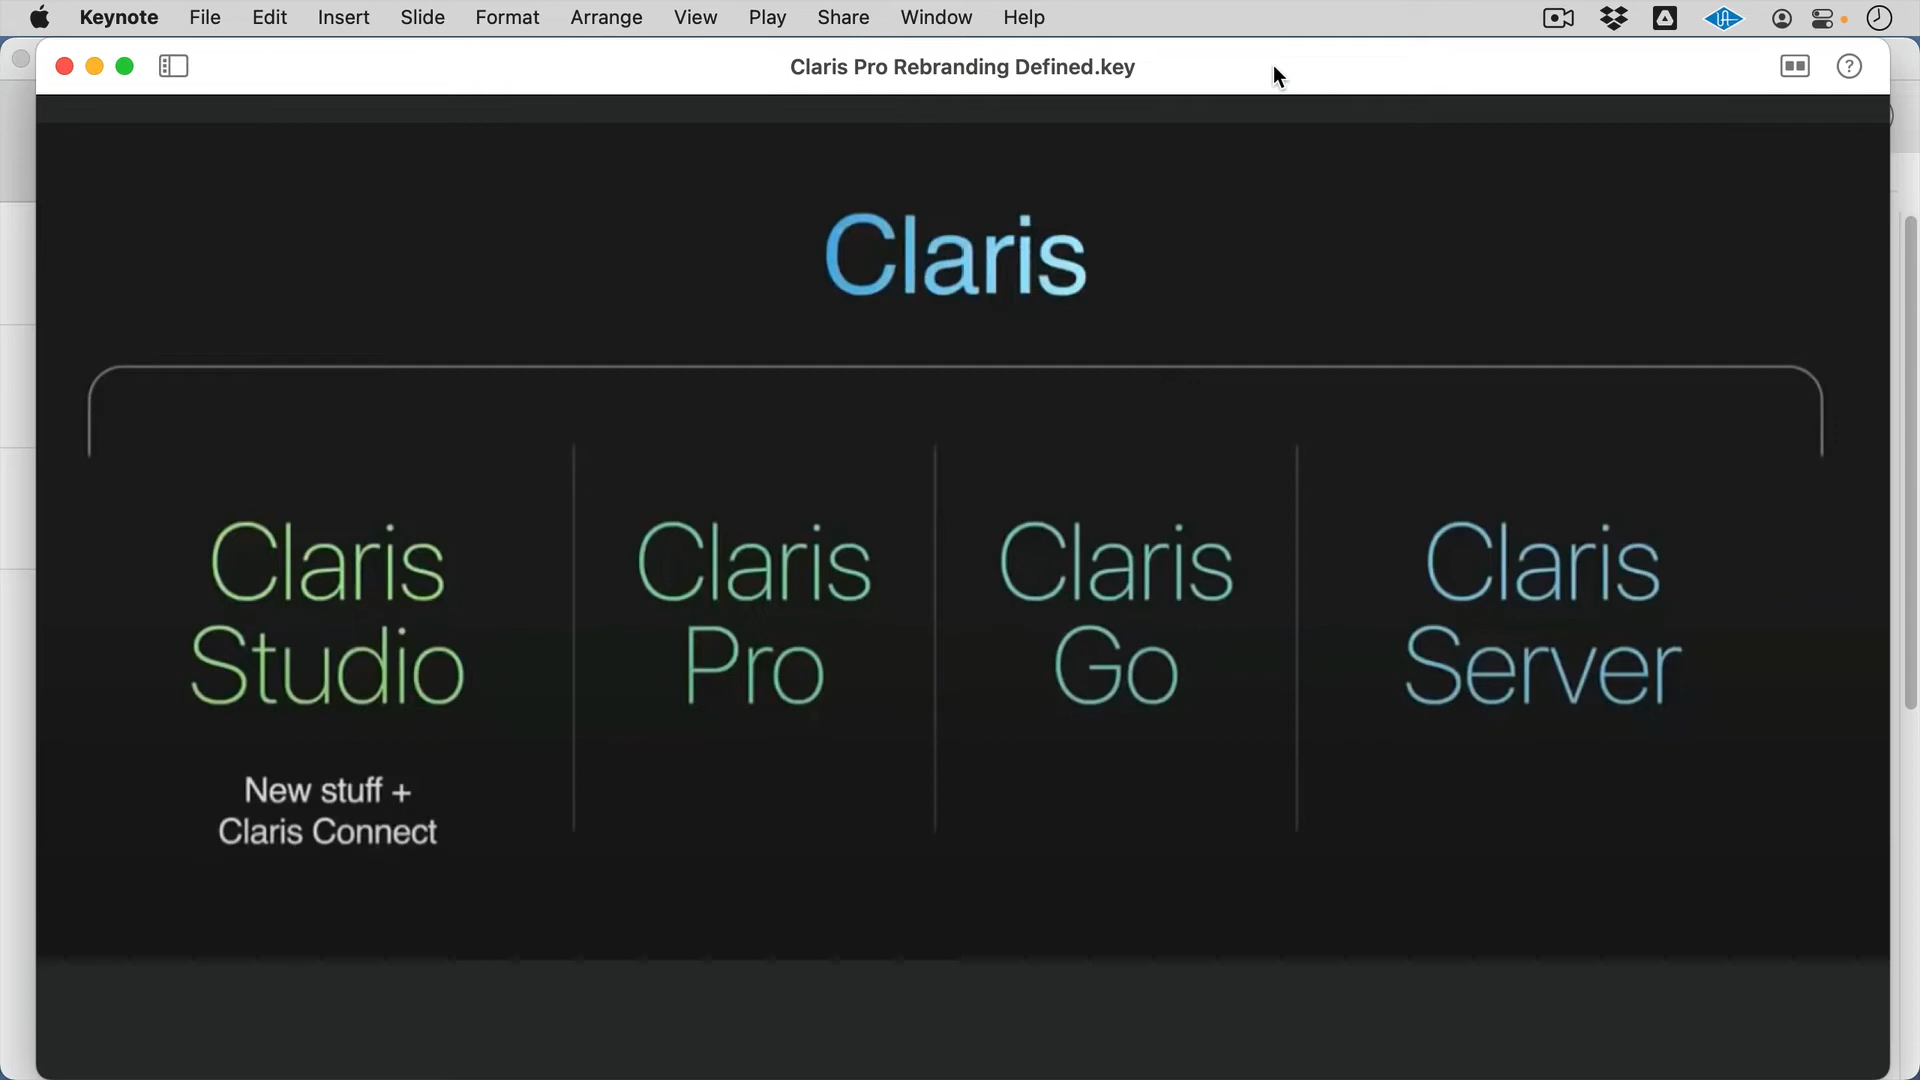 Keynote File Edit Insert Slide Format Arrange View Play Share Window Help
Claris Pro Rebranding Defined.key
Claris
Claris
Studio
New stuff +
Claris Connect
Claris
Pro
Claris
Go
Claris
Server